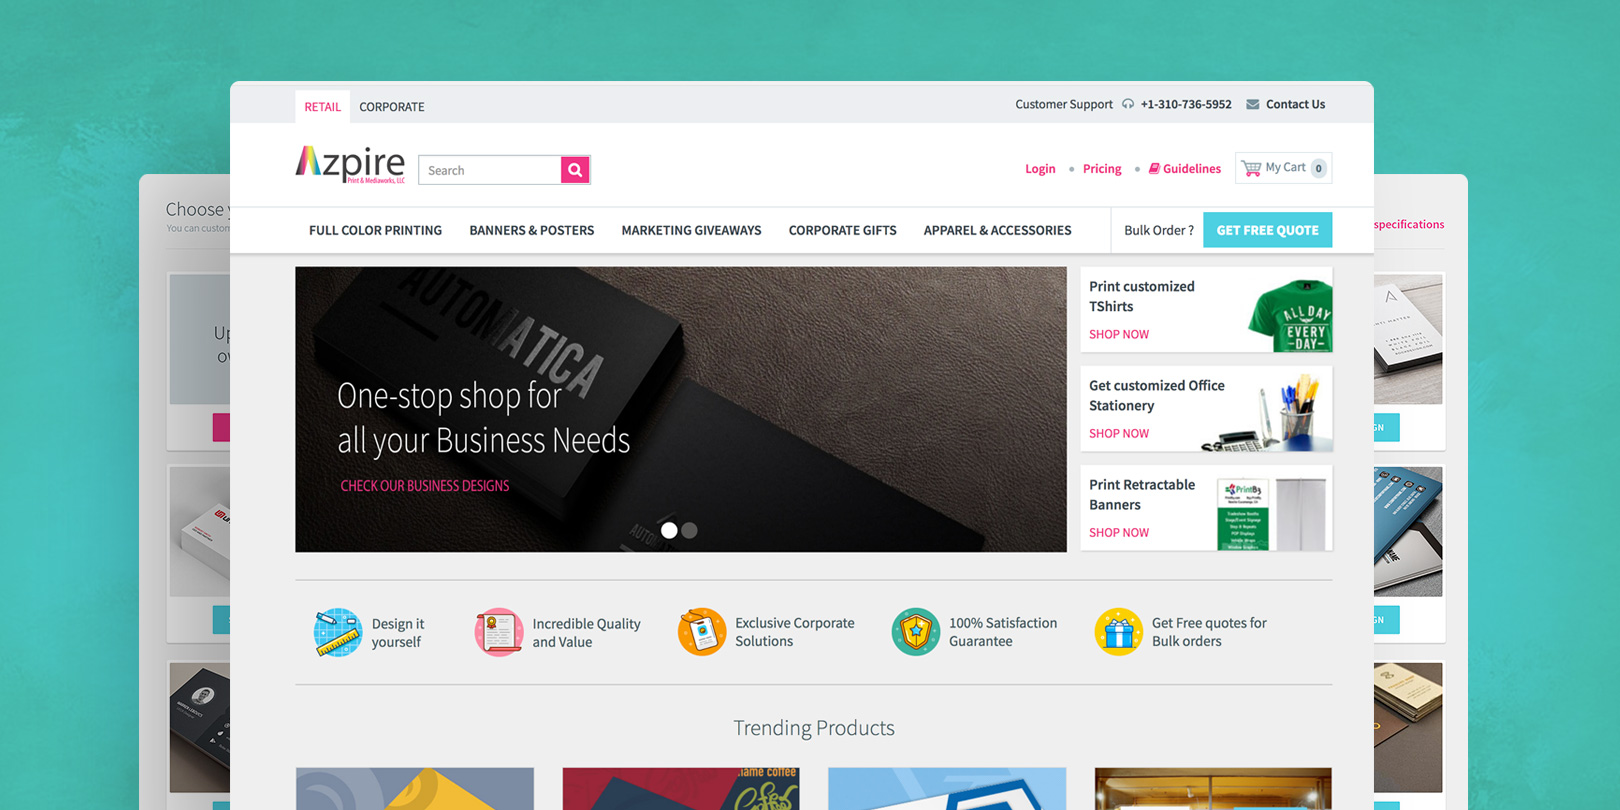 RETAIL
CORPORATE
Customer Support
+1-310-736-5952
Contact Us
Azpire
Print & Mediaworks, LLC
Search
Login
Pricing
Guidelines
My Cart
0
FULL COLOR PRINTING
BANNERS & POSTERS
MARKETING GIVEAWAYS
CORPORATE GIFTS
APPAREL & ACCESSORIES
Bulk Order ?
GET FREE QUOTE
Choose
You can custom
specifications
AUTOMATICA
One-stop shop for
all your Business Needs
CHECK OUR BUSINESS DESIGNS
AUTOMATICA
Print customized
TShirts
SHOP NOW
ALL DAY
EVERY
-DAY-
Get customized Office
Stationery
SHOP NOW
Print Retractable
Banners
SHOP NOW
PrintB3
Design it
yourself
Incredible Quality
and Value
Exclusive Corporate
Solutions
100% Satisfaction
Guarantee
Get Free quotes for
Bulk orders
Trending Products
name coffee
Coffee